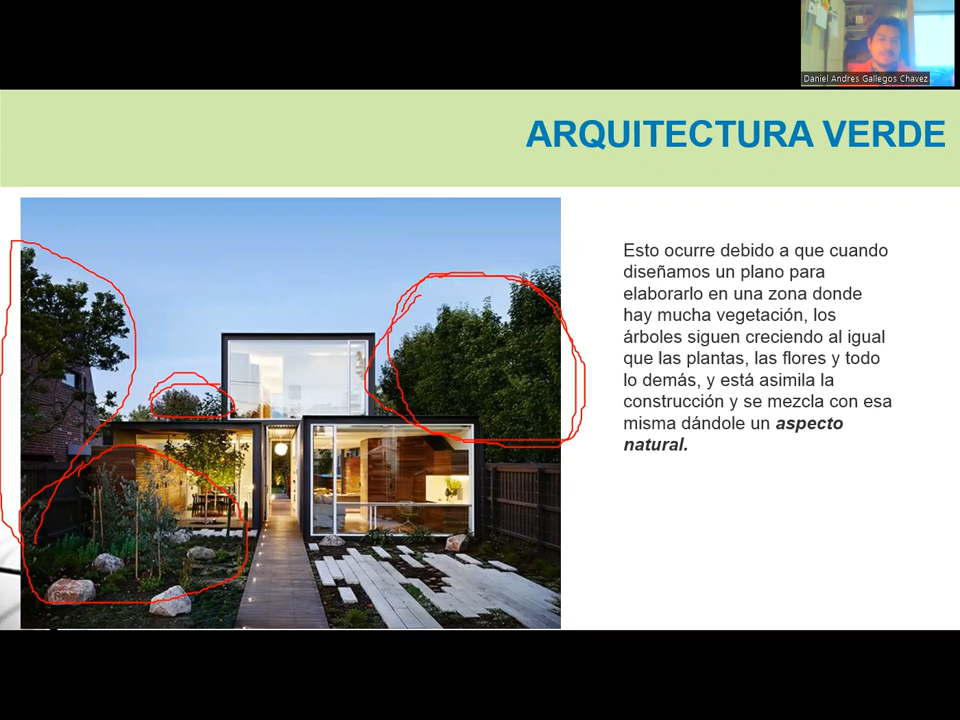 Daniel Andres Gallegos Chavez
ARQUITECTURA VERDE
Esto ocurre debido a que cuando
diseñamos un plano para
elaborarlo en una zona donde
hay mucha vegetación, los
árboles siguen creciendo al igual
que las plantas, las flores y todo
lo demás, y está asimila la
construcción y se mezcla con esa
misma dándole un aspecto
natural.